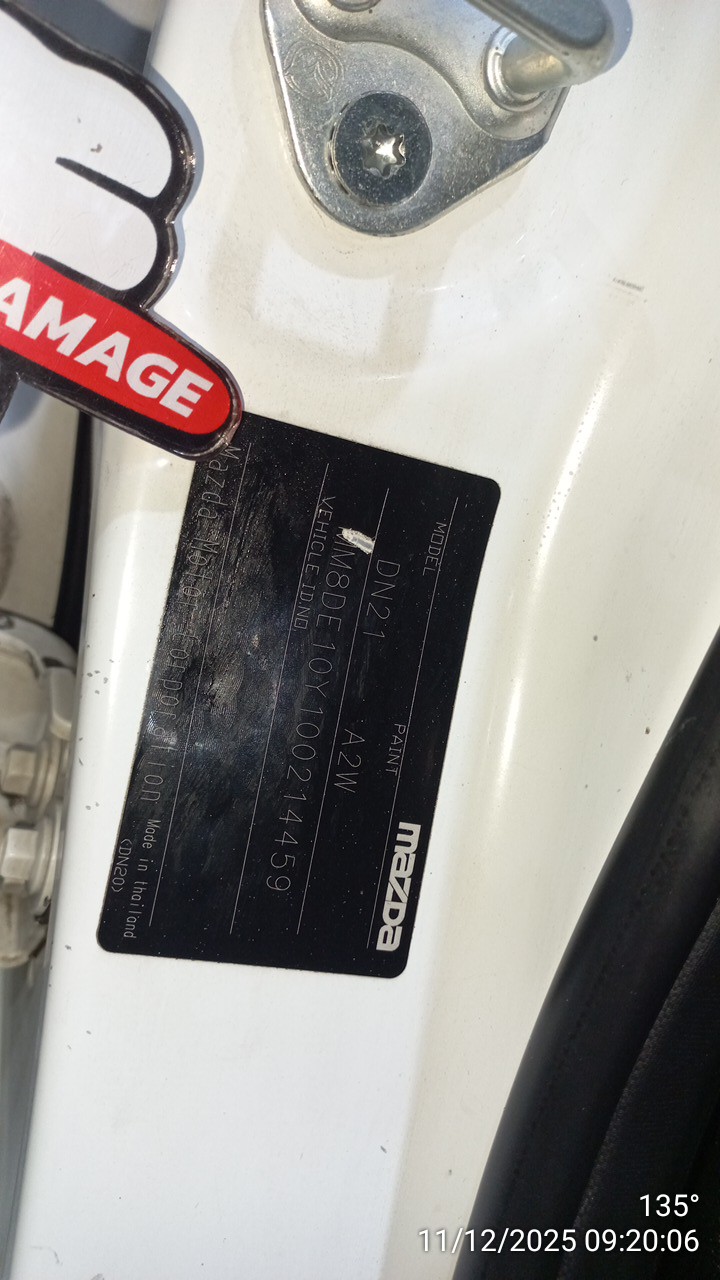 AMAGE
mazda
MODEL PAINT
DN21 A2W
VEHICLE ID.NO
MM8DE10Y100214459
Mazda Motor Corporation Made in thailand
<DN20>
135°
11/12/2025 09:20:06